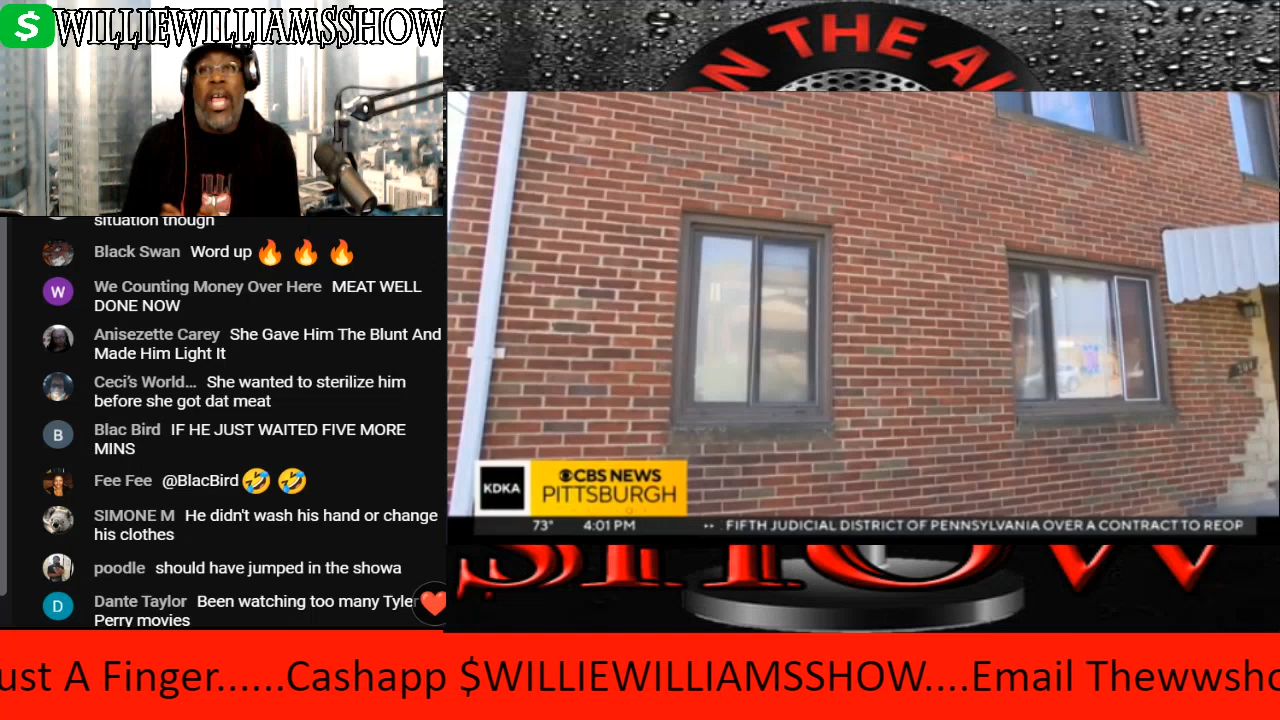 $WILLIEWILLIAMSSHOW
ON THE AI
situation though
Black Swan Word up 🔥 🔥 🔥
W We Counting Money Over Here MEAT WELL
DONE NOW
Anisezette Carey She Gave Him The Blunt And
Made Him Light It
Ceci's World... She wanted to sterilize him
before she got dat meat
B Blac Bird IF HE JUST WAITED FIVE MORE
MINS
Fee Fee @BlacBird 🤣 🤣
SIMONE M He didn't wash his hand or change
his clothes
poodle should have jumped in the showa
D Dante Taylor Been watching too many Tyler
Perry movies
KDKA
CBS NEWS
PITTSBURGH
73° 4:01 PM FIFTH JUDICIAL DISTRICT OF PENNSYLVANIA OVER A CONTRACT TO REOP
$HOW
ust A Finger......Cashapp $WILLIEWILLIAMSSHOW....Email Thewwsho